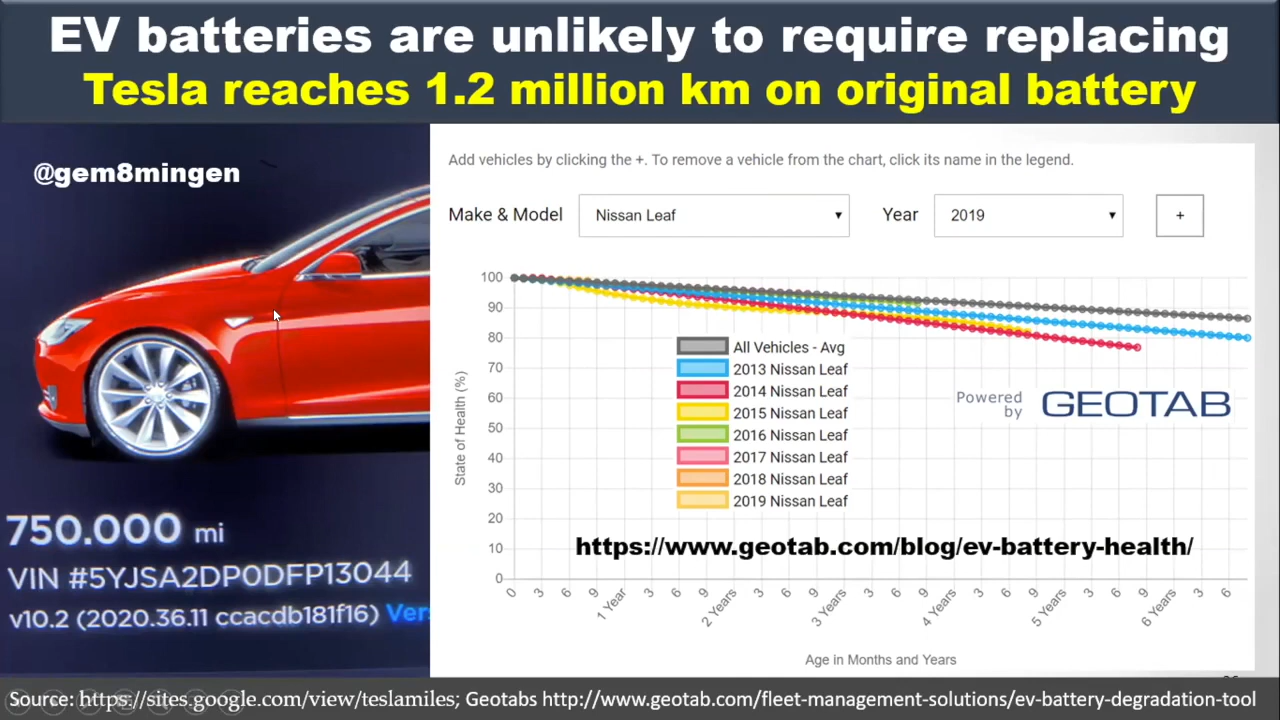 EV batteries are unlikely to require replacing
Tesla reaches 1.2 million km on original battery
@gem8mingen
750.000 mi
VIN #5YJSA2DP0DFP13044
v10.2 (2020.36.11 ccacdb181f16) Vers
Add vehicles by clicking the +. To remove a vehicle from the chart, click its name in the legend.
Make & Model
Nissan Leaf
Year
2019
+
State of Health (%)
100
90
80
70
60
50
40
30
20
10
0
All Vehicles - Avg
2013 Nissan Leaf
2014 Nissan Leaf
2015 Nissan Leaf
2016 Nissan Leaf
2017 Nissan Leaf
2018 Nissan Leaf
2019 Nissan Leaf
Powered
by
GEOTAB
https://www.geotab.com/blog/ev-battery-health/
0 3 6 9 1 Year 3 6 9 2 Years 3 6 9 3 Years 3 6 9 4 Years 3 6 9 5 Years 3 6 9 6 Years 3 6
Age in Months and Years
Source: https://sites.google.com/view/teslamiles; Geotabs http://www.geotab.com/fleet-management-solutions/ev-battery-degradation-tool